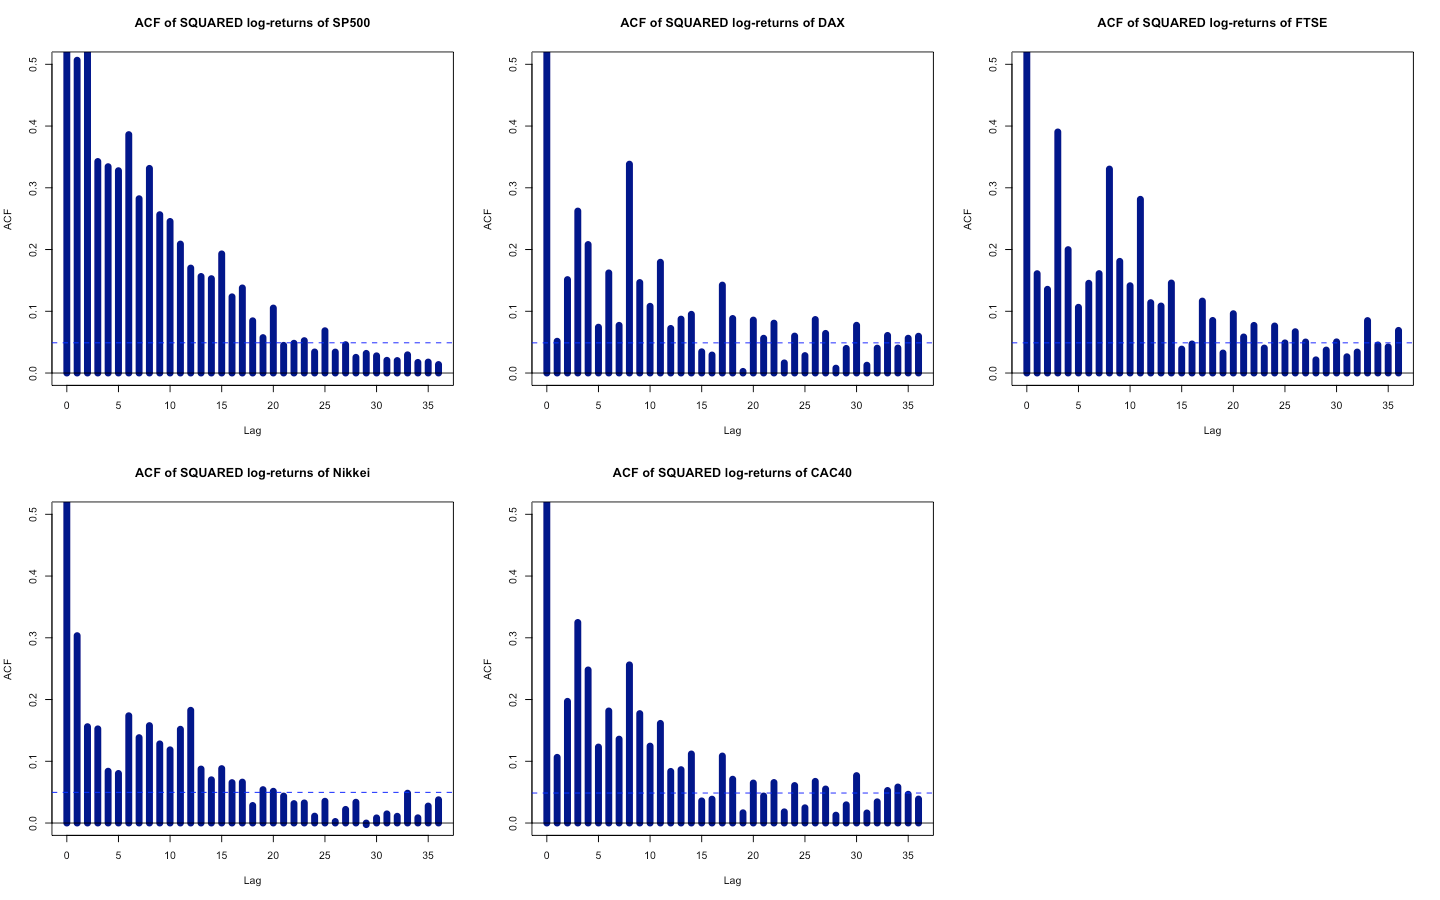 ACF of SQUARED log-returns of SP500
ACF
0.0 0.1 0.2 0.3 0.4 0.5
0 5 10 15 20 25 30 35
Lag
ACF of SQUARED log-returns of DAX
ACF
0.0 0.1 0.2 0.3 0.4 0.5
0 5 10 15 20 25 30 35
Lag
ACF of SQUARED log-returns of FTSE
ACF
0.0 0.1 0.2 0.3 0.4 0.5
0 5 10 15 20 25 30 35
Lag
ACF of SQUARED log-returns of Nikkei
ACF
0.0 0.1 0.2 0.3 0.4 0.5
0 5 10 15 20 25 30 35
Lag
ACF of SQUARED log-returns of CAC40
ACF
0.0 0.1 0.2 0.3 0.4 0.5
0 5 10 15 20 25 30 35
Lag